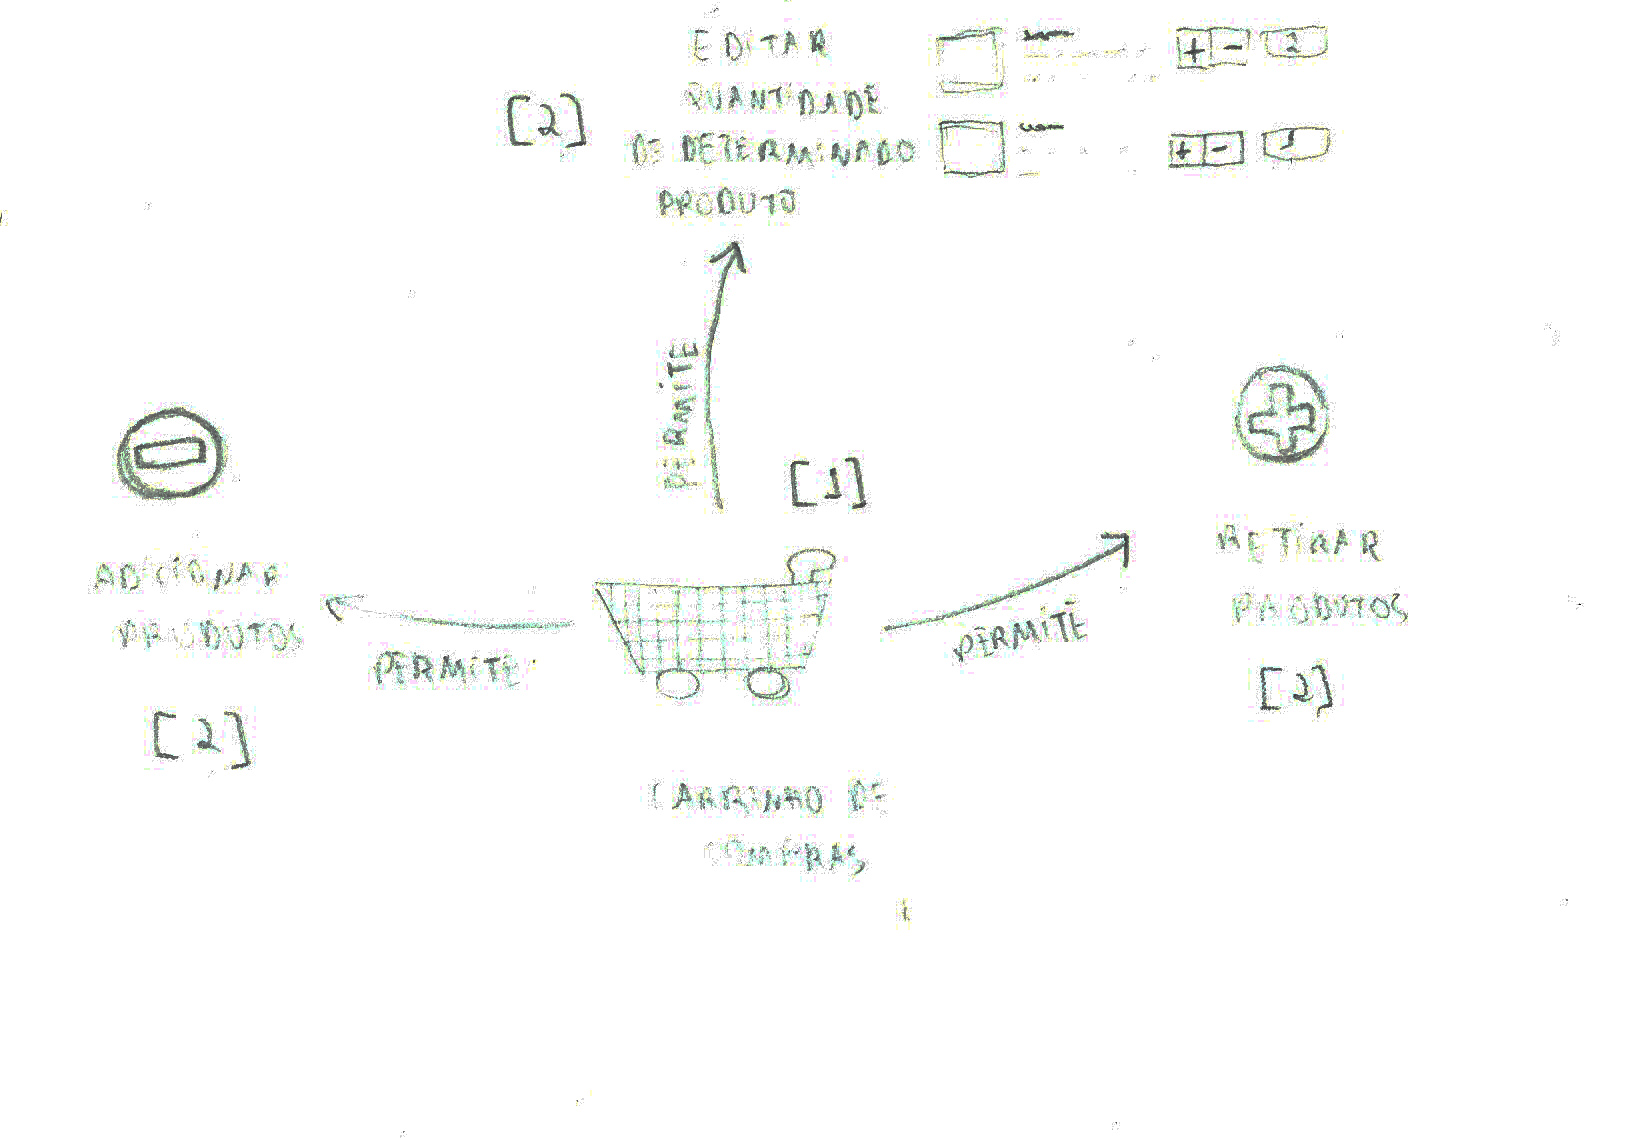 EDITAR
QUANTIDADE
DE DETERMINADO
PRODUTO
[2]
+ - 2
+ - 1
PERMITE
[1]
ADICIONAR
PRODUTOS
[2]
PERMITE
PERMITE
RETIRAR
PRODUTOS
[2]
CARRINHO DE
COMPRAS